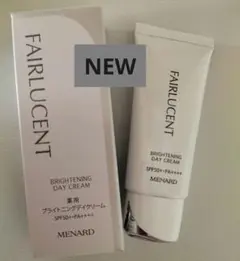 NEW
FAIRLUCENT
BRIGHTENING
DAY CREAM
薬用
ブライトニングデイクリーム
SPF50+・PA++++
MENARD
FAIRLUCENT
BRIGHTENING
DAY CREAM
SPF50+・PA++++
MENARD